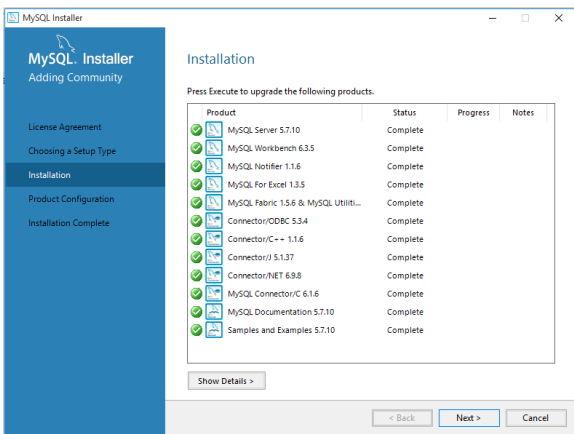 MySQL Installer
MySQL. Installer
Adding Community
License Agreement
Choosing a Setup Type
Installation
Product Configuration
Installation Complete
Installation
Press Execute to upgrade the following products.
Product Status Progress Notes
MySQL Server 5.7.10 Complete
MySQL Workbench 6.3.5 Complete
MySQL Notifier 1.1.6 Complete
MySQL For Excel 1.3.5 Complete
MySQL Fabric 1.5.6 & MySQL Utiliti... Complete
Connector/ODBC 5.3.4 Complete
Connector/C++ 1.1.6 Complete
Connector/J 5.1.37 Complete
Connector/NET 6.9.8 Complete
MySQL Connector/C 6.1.6 Complete
MySQL Documentation 5.7.10 Complete
Samples and Examples 5.7.10 Complete
Show Details >
< Back Next > Cancel